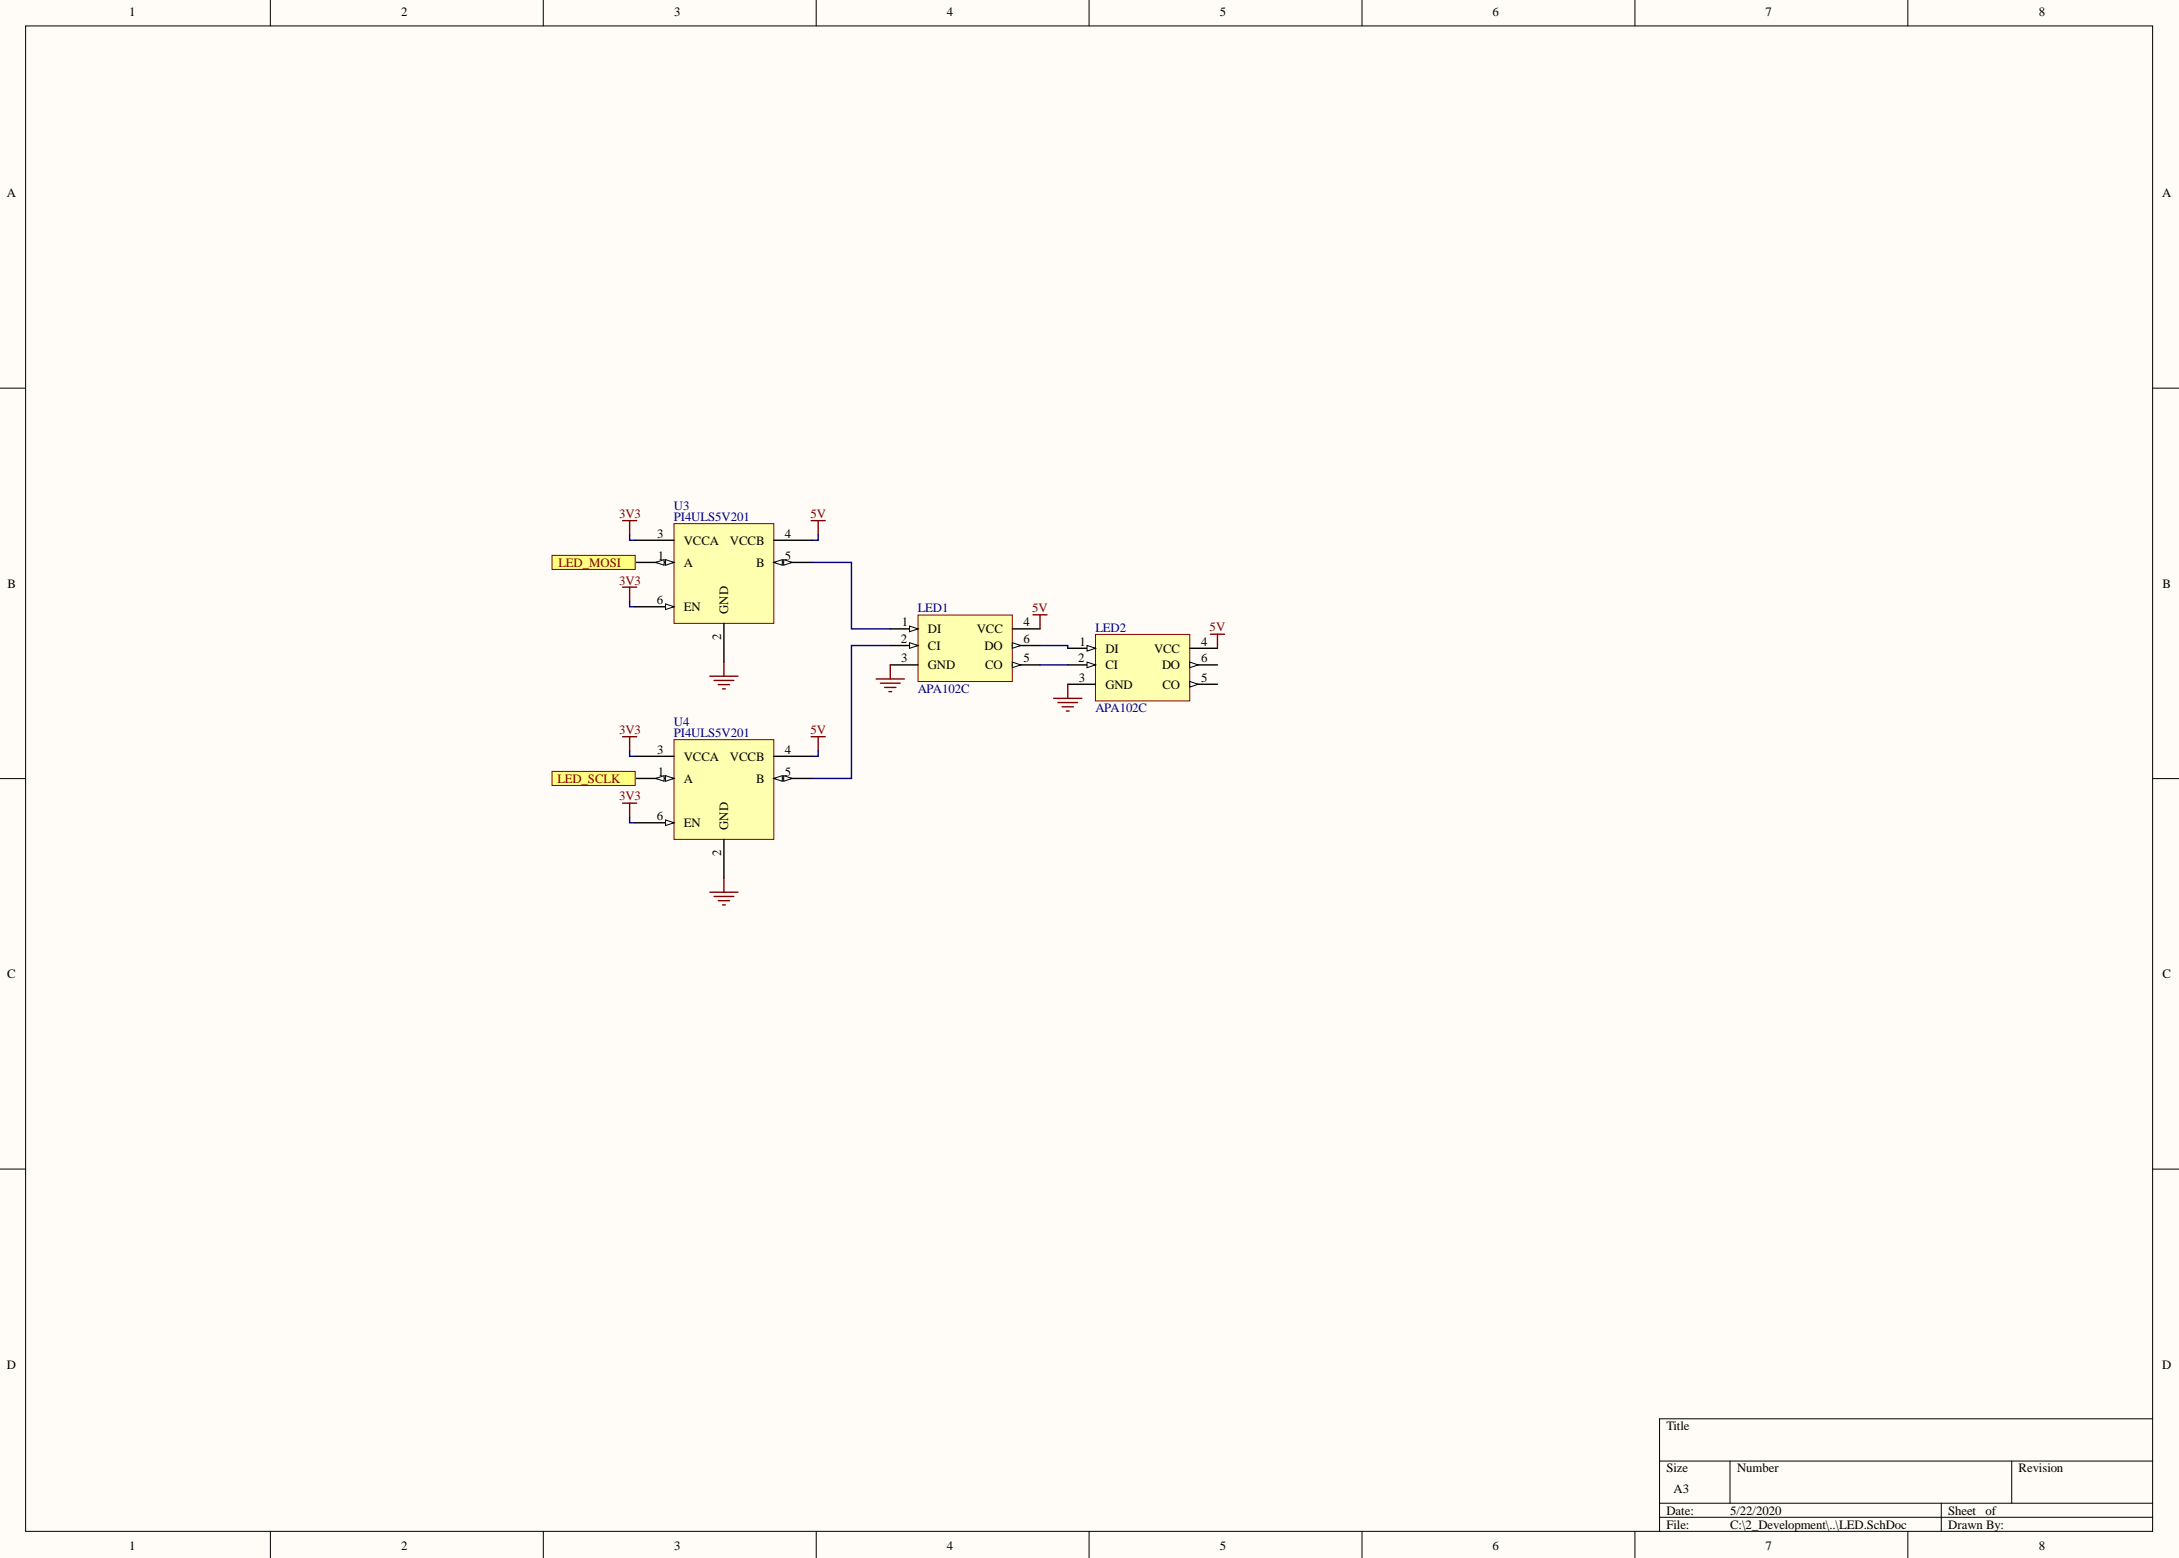 1 2 3 4 5 6 7 8
A A
U3
PI4ULS5V201
3V3 5V
3 VCCA VCCB 4
LED_MOSI 1 A B 5
3V3
6 EN GND
2
LED1
5V
1 DI VCC 4
2 CI DO 6
3 GND CO 5
APA102C
LED2
5V
1 DI VCC 4
2 CI DO 6
3 GND CO 5
APA102C
B B
U4
PI4ULS5V201
3V3 5V
3 VCCA VCCB 4
LED_SCLK 1 A B 5
3V3
6 EN GND
2
C C
D D
Title
Size Number Revision
A3
Date: 5/22/2020 Sheet of
File: C:\2_Development\..\LED.SchDoc Drawn By:
1 2 3 4 5 6 7 8